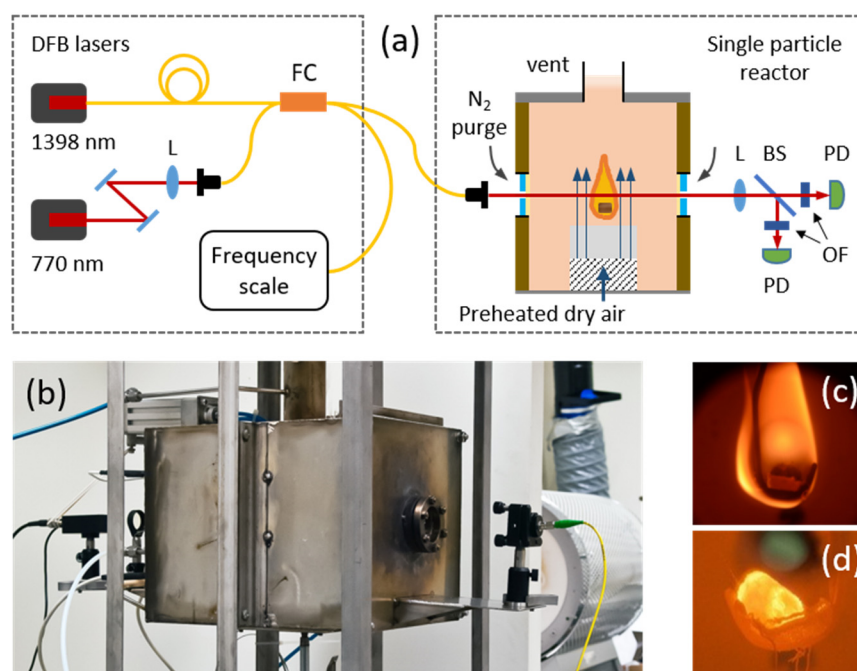 (a)
DFB lasers
FC
1398 nm
L
770 nm
Frequency
scale
Single particle
reactor
vent
N₂
purge
L
BS
PD
OF
PD
Preheated dry air
(b)
(c)
(d)